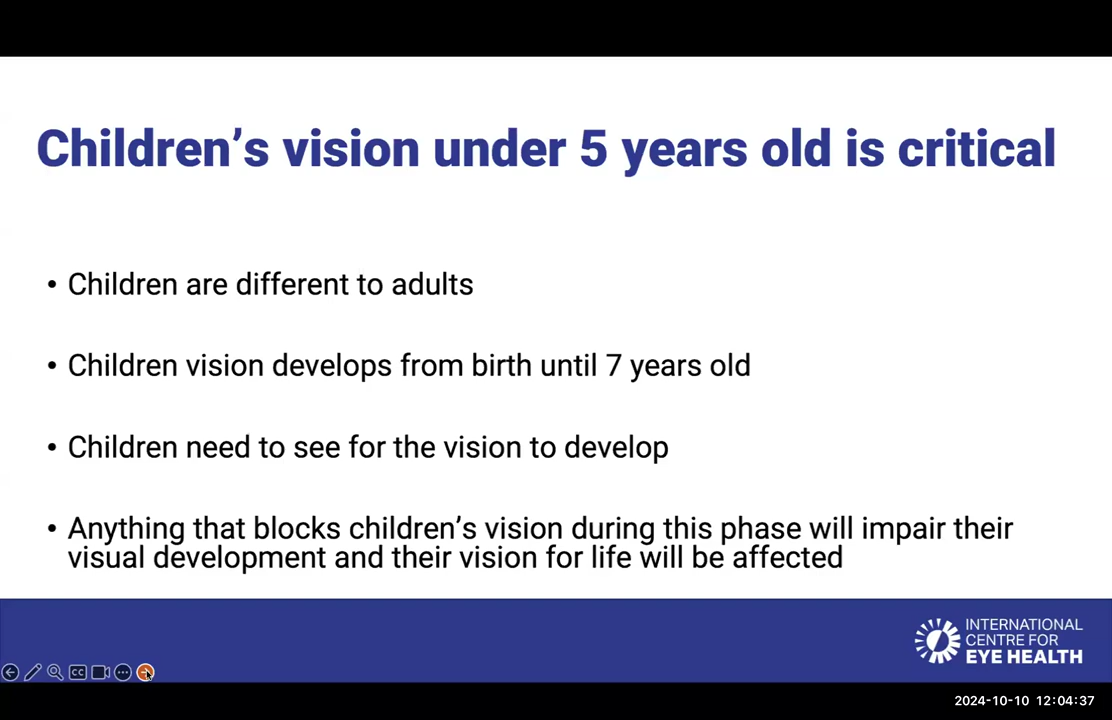 Children's vision under 5 years old is critical
• Children are different to adults
• Children vision develops from birth until 7 years old
• Children need to see for the vision to develop
• Anything that blocks children's vision during this phase will impair their
visual development and their vision for life will be affected
INTERNATIONAL
CENTRE FOR
EYE HEALTH
CC
2024-10-10 12:04:37